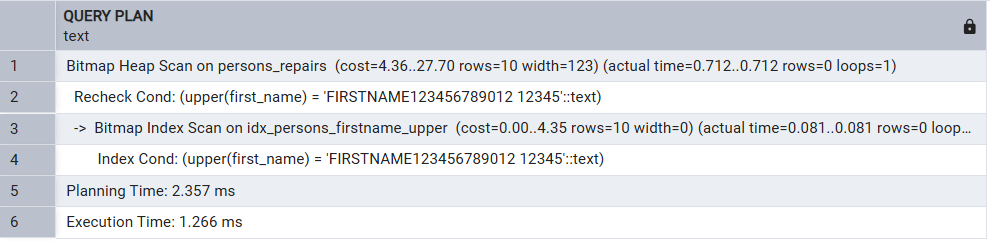 QUERY PLAN
text
1 Bitmap Heap Scan on persons_repairs (cost=4.36..27.70 rows=10 width=123) (actual time=0.712..0.712 rows=0 loops=1)
2 Recheck Cond: (upper(first_name) = 'FIRSTNAME123456789012 12345'::text)
3 -> Bitmap Index Scan on idx_persons_firstname_upper (cost=0.00..4.35 rows=10 width=0) (actual time=0.081..0.081 rows=0 loop...
4 Index Cond: (upper(first_name) = 'FIRSTNAME123456789012 12345'::text)
5 Planning Time: 2.357 ms
6 Execution Time: 1.266 ms